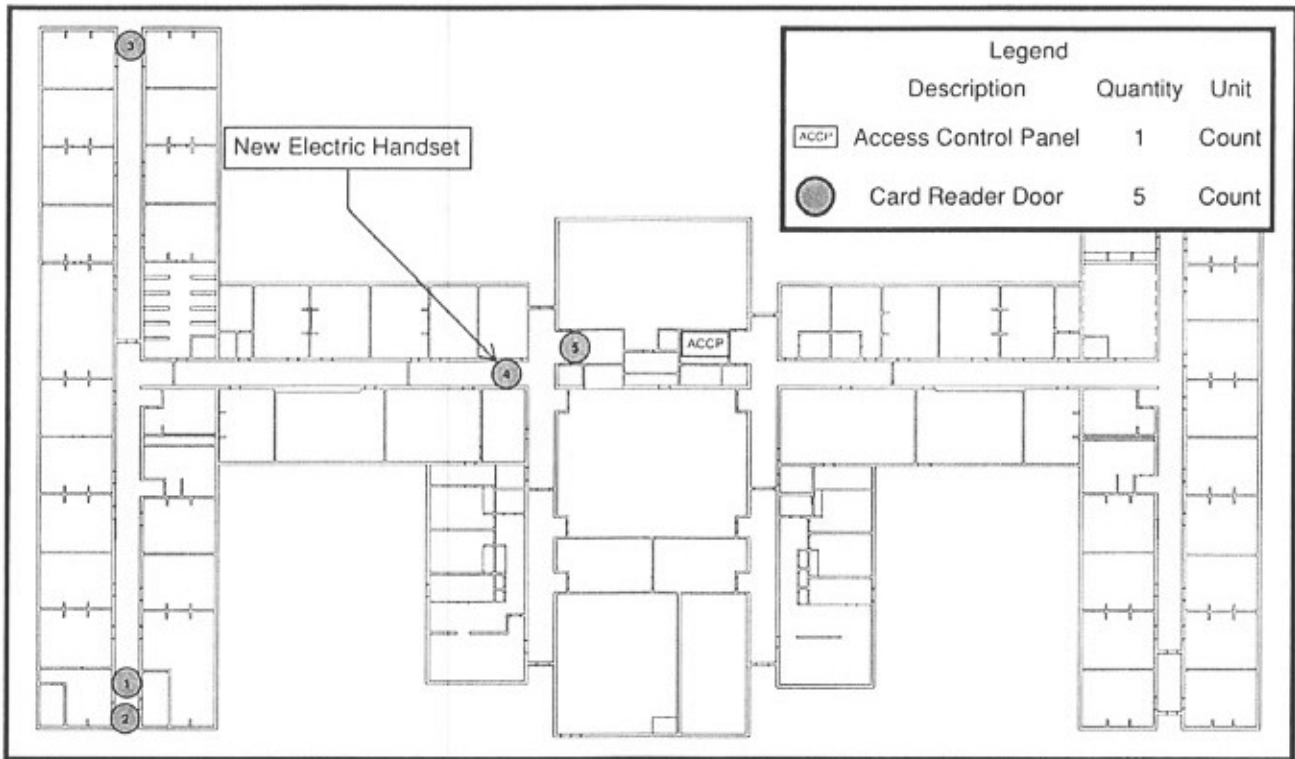 3
Legend
Description Quantity Unit
ACCP Access Control Panel 1 Count
Card Reader Door 5 Count
New Electric Handset
5
ACCP
4
1
2